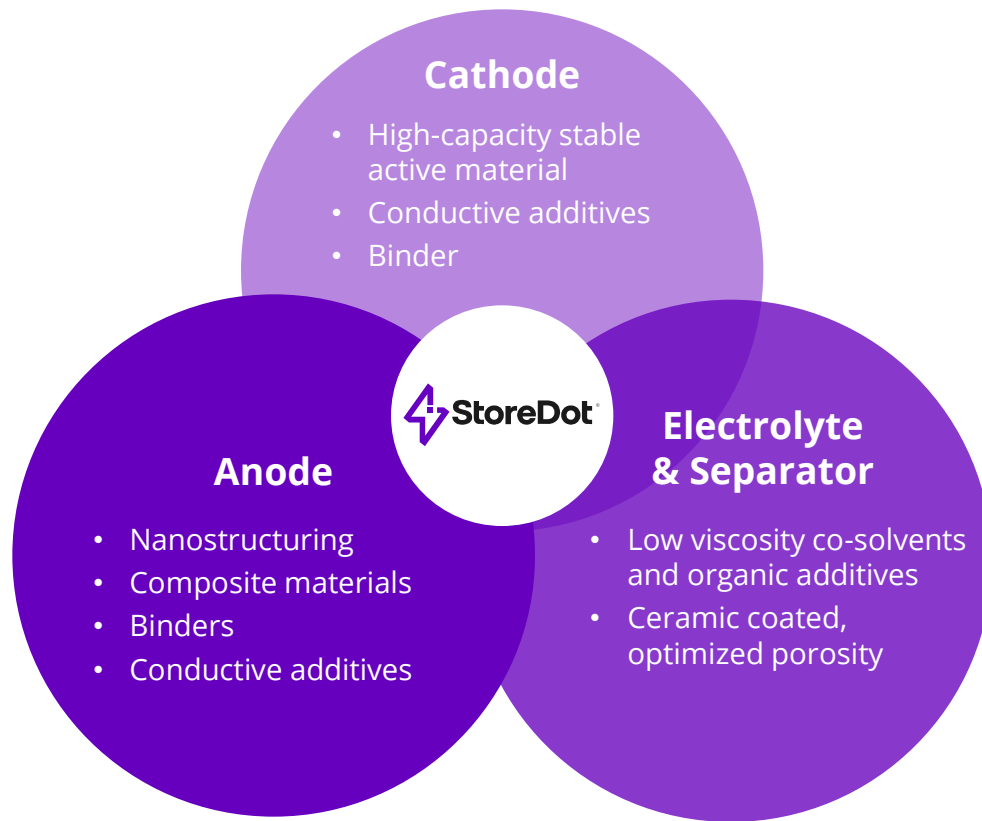 Cathode
• High-capacity stable
active material
• Conductive additives
• Binder
StoreDot
Anode
• Nanostructuring
• Composite materials
• Binders
• Conductive additives
Electrolyte
& Separator
• Low viscosity co-solvents
and organic additives
• Ceramic coated,
optimized porosity